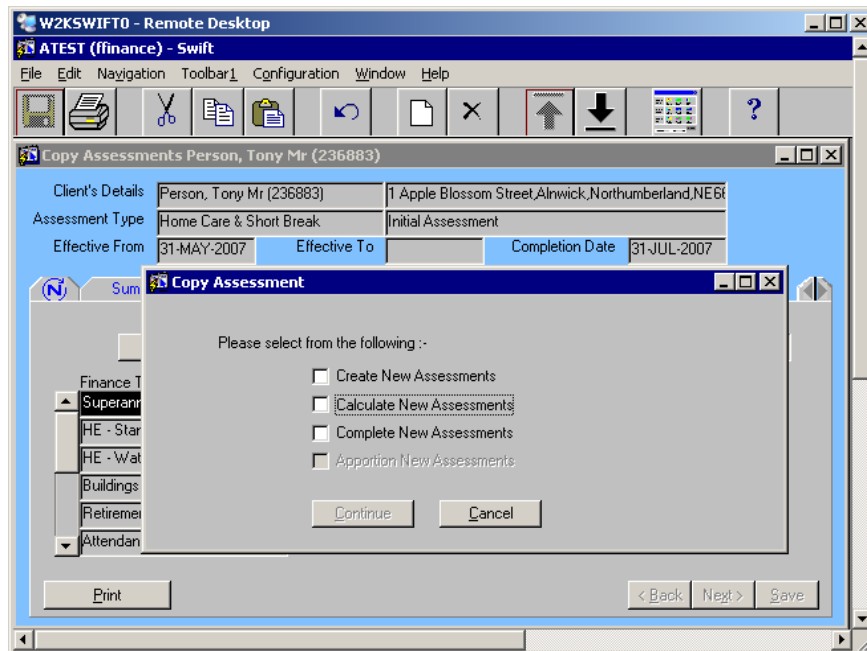 W2KSWIFT0 - Remote Desktop
ATEST (ffinance) - Swift
File Edit Navigation Toolbar1 Configuration Window Help
Copy Assessments Person, Tony Mr (236883)
Client's Details Person, Tony Mr (236883) 1 Apple Blossom Street,Alnwick,Northumberland,NE66
Assessment Type Home Care & Short Break Initial Assessment
Effective From 31-MAY-2007 Effective To Completion Date 31-JUL-2007
N Sum
Copy Assessment
Please select from the following :-
Create New Assessments
Calculate New Assessments
Complete New Assessments
Apportion New Assessments
Continue Cancel
Finance T
Superann
HE - Star
HE - Wat
Buildings
Retiremer
Attendan
Print < Back Next > Save